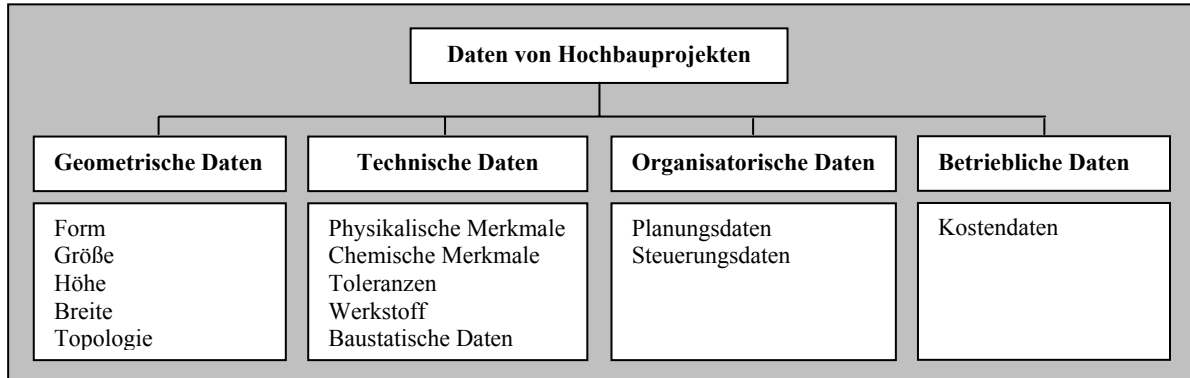 Daten von Hochbauprojekten
Geometrische Daten
Form
Größe
Höhe
Breite
Topologie
Technische Daten
Physikalische Merkmale
Chemische Merkmale
Toleranzen
Werkstoff
Baustatische Daten
Organisatorische Daten
Planungsdaten
Steuerungsdaten
Betriebliche Daten
Kostendaten